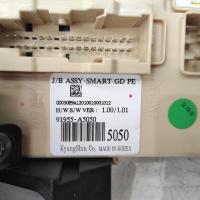 J/B ASSY-SMART GD PE
H/W.S/W VER : 1.00/1.01
91955-A5050
5050
KyungShin Co. MADE IN KOREA